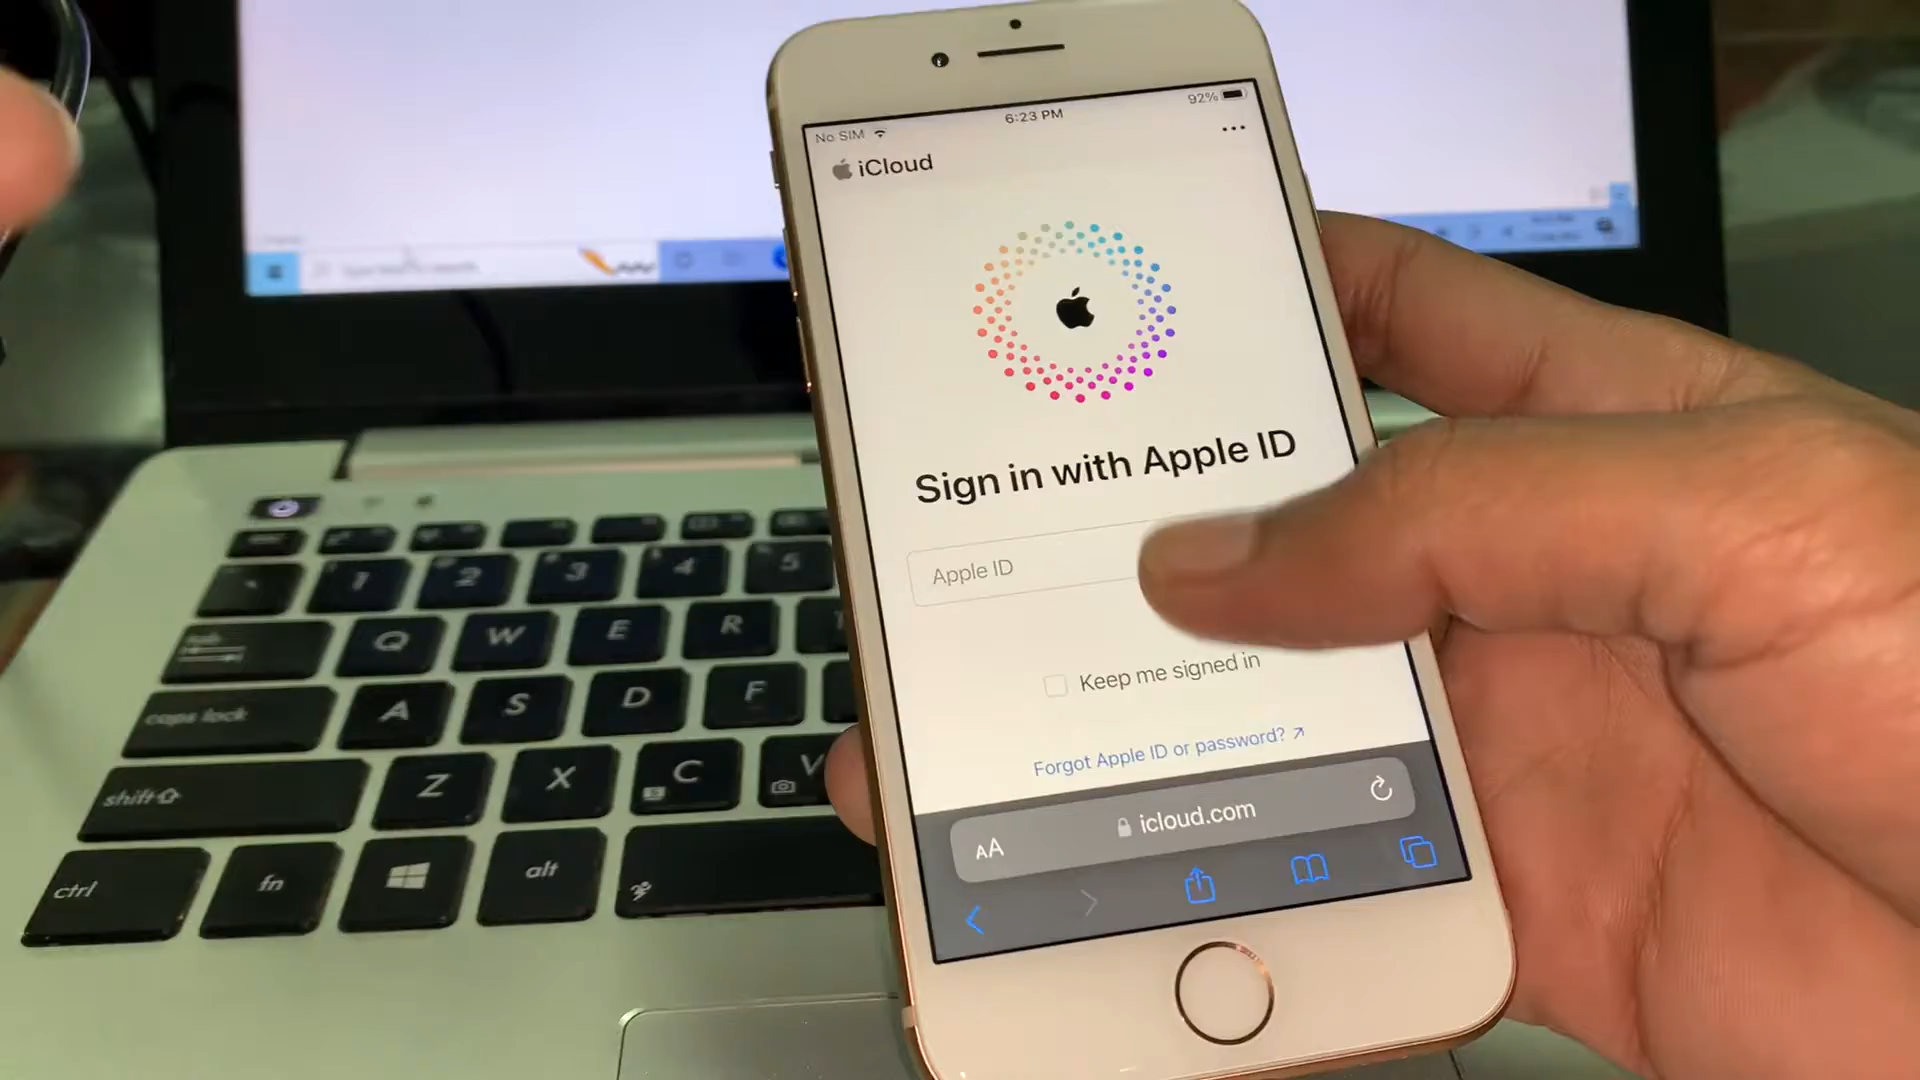 No SIM
6:23 PM
92%
iCloud
Sign in with Apple ID
Apple ID
Keep me signed in
Forgot Apple ID or password? ↗
AA
icloud.com
1 2 3 4 5
tab
Q W E R
caps lock
A S D F
shift
Z X C V
ctrl
fn
alt